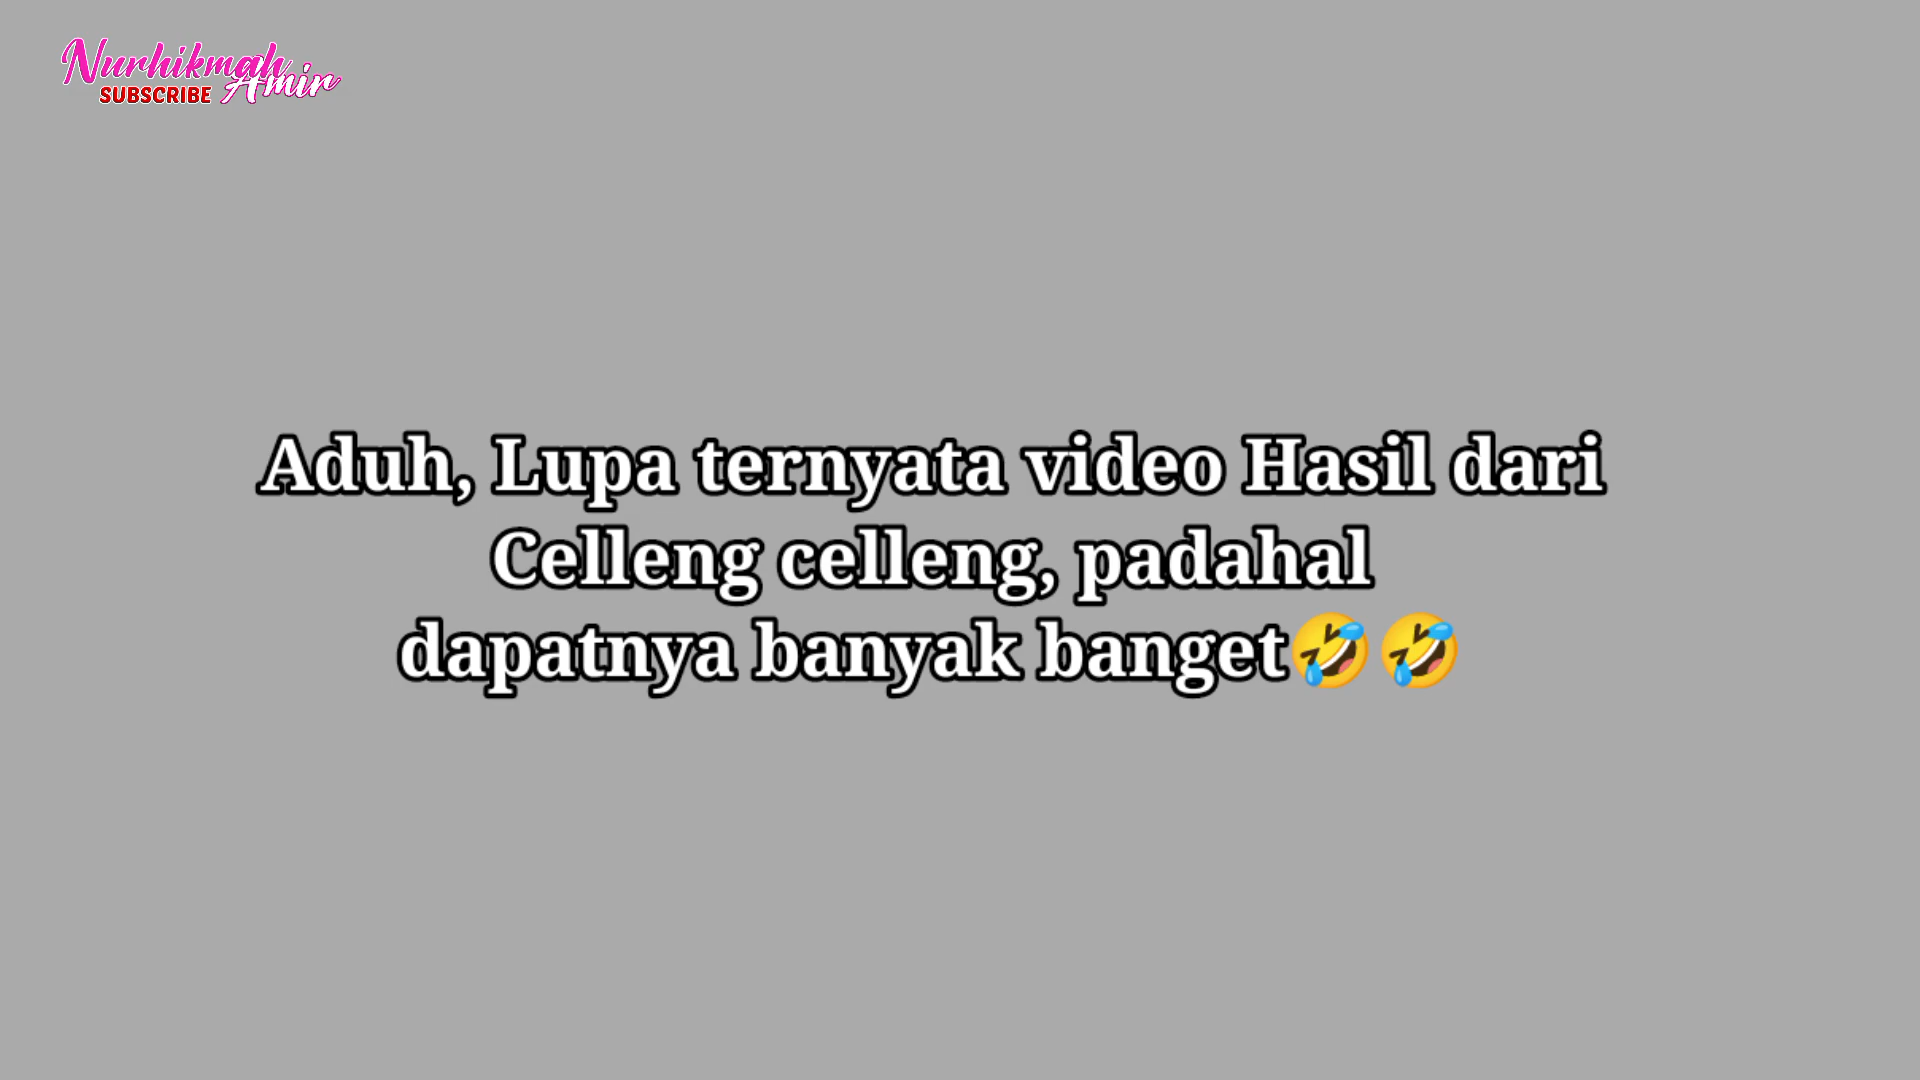 Nurhikmah
Amir
SUBSCRIBE
Aduh, Lupa ternyata video Hasil dari
Celleng celleng, padahal
dapatnya banyak banget🤣🤣